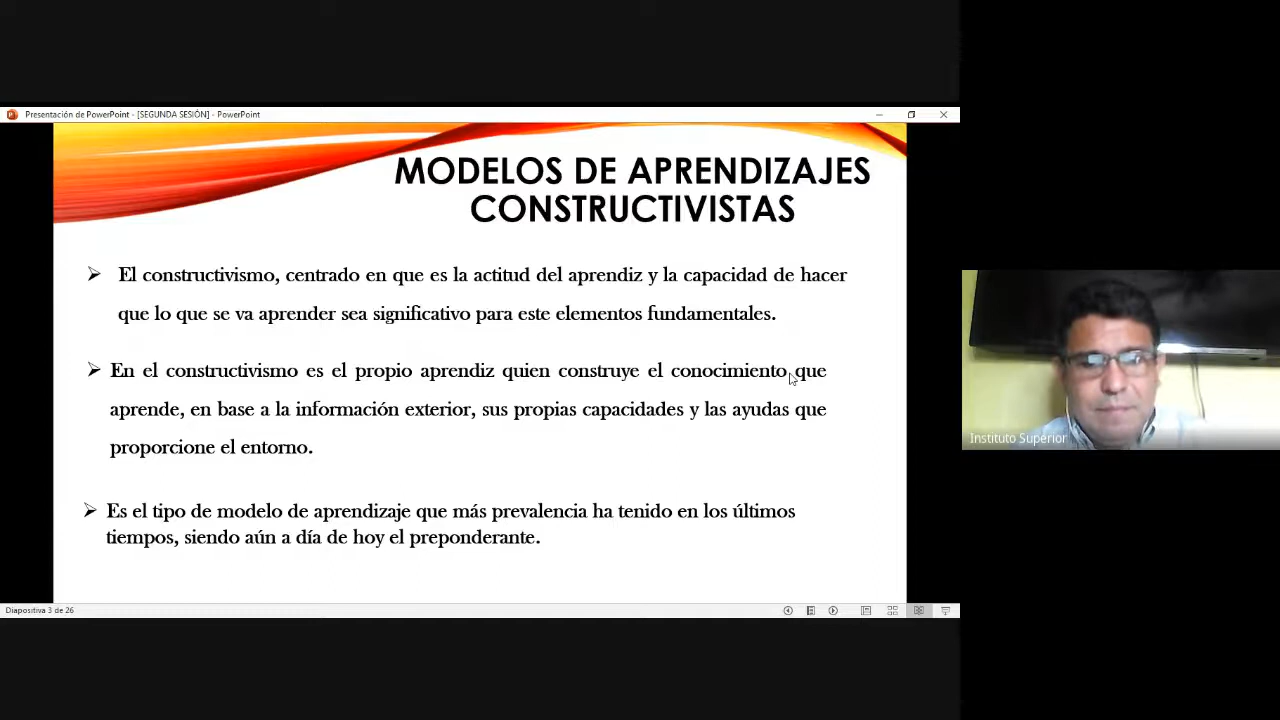 Presentación de PowerPoint - [SEGUNDA SESIÓN] - PowerPoint
MODELOS DE APRENDIZAJES
CONSTRUCTIVISTAS
El constructivismo, centrado en que es la actitud del aprendiz y la capacidad de hacer
que lo que se va aprender sea significativo para este elementos fundamentales.
En el constructivismo es el propio aprendiz quien construye el conocimiento que
aprende, en base a la información exterior, sus propias capacidades y las ayudas que
proporcione el entorno.
Es el tipo de modelo de aprendizaje que más prevalencia ha tenido en los últimos
tiempos, siendo aún a día de hoy el preponderante.
Instituto Superior
Diapositiva 3 de 26